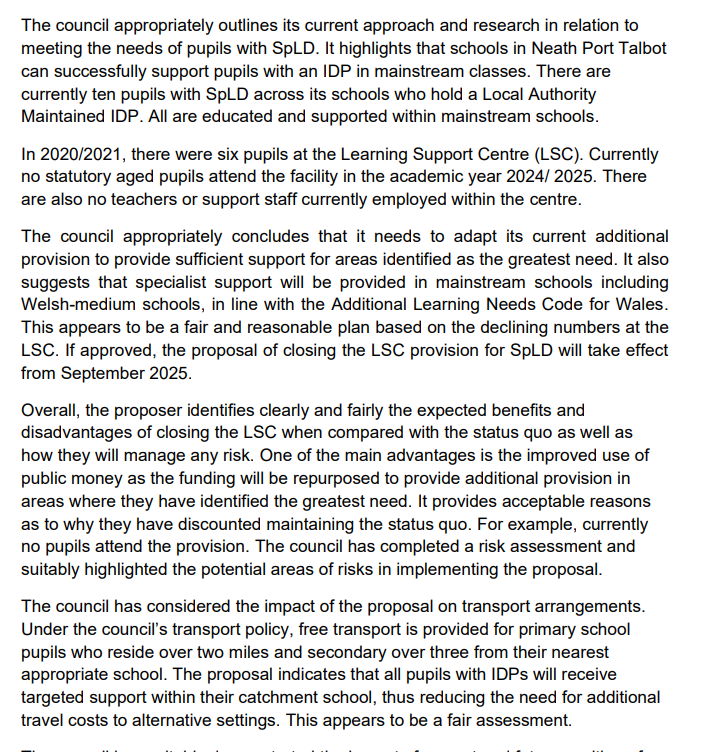 The council appropriately outlines its current approach and research in relation to
meeting the needs of pupils with SpLD. It highlights that schools in Neath Port Talbot
can successfully support pupils with an IDP in mainstream classes. There are
currently ten pupils with SpLD across its schools who hold a Local Authority
Maintained IDP. All are educated and supported within mainstream schools.
In 2020/2021, there were six pupils at the Learning Support Centre (LSC). Currently
no statutory aged pupils attend the facility in the academic year 2024/ 2025. There
are also no teachers or support staff currently employed within the centre.
The council appropriately concludes that it needs to adapt its current additional
provision to provide sufficient support for areas identified as the greatest need. It also
suggests that specialist support will be provided in mainstream schools including
Welsh-medium schools, in line with the Additional Learning Needs Code for Wales.
This appears to be a fair and reasonable plan based on the declining numbers at the
LSC. If approved, the proposal of closing the LSC provision for SpLD will take effect
from September 2025.
Overall, the proposer identifies clearly and fairly the expected benefits and
disadvantages of closing the LSC when compared with the status quo as well as
how they will manage any risk. One of the main advantages is the improved use of
public money as the funding will be repurposed to provide additional provision in
areas where they have identified the greatest need. It provides acceptable reasons
as to why they have discounted maintaining the status quo. For example, currently
no pupils attend the provision. The council has completed a risk assessment and
suitably highlighted the potential areas of risks in implementing the proposal.
The council has considered the impact of the proposal on transport arrangements.
Under the council's transport policy, free transport is provided for primary school
pupils who reside over two miles and secondary over three from their nearest
appropriate school. The proposal indicates that all pupils with IDPs will receive
targeted support within their catchment school, thus reducing the need for additional
travel costs to alternative settings. This appears to be a fair assessment.